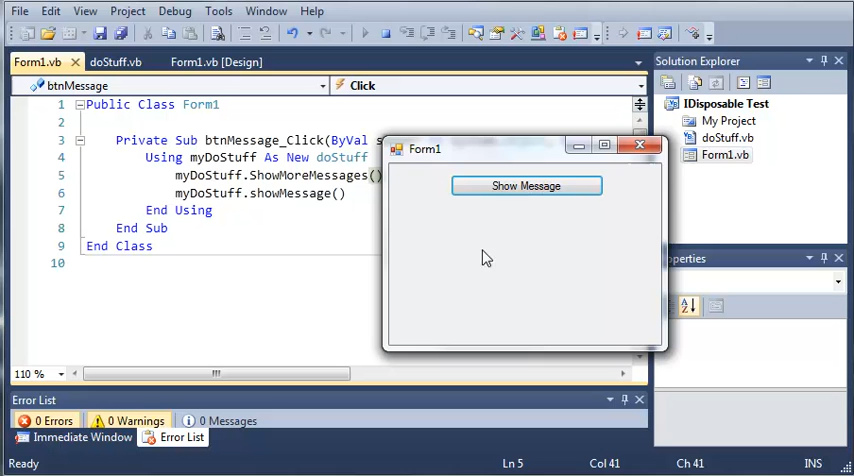 File Edit View Project Debug Tools Window Help
Form1.vb doStuff.vb Form1.vb [Design]
btnMessage Click
1 Public Class Form1
2
3 Private Sub btnMessage_Click(ByVal
4 Using myDoStuff As New doStuff
5 myDoStuff.ShowMoreMessages()
6 myDoStuff.showMessage()
7 End Using
8 End Sub
9 End Class
10
Form1
Show Message
Solution Explorer
IDisposable Test
My Project
doStuff.vb
Form1.vb
roperties
110 %
Error List
0 Errors 0 Warnings 0 Messages
Immediate Window Error List
Ready Ln 5 Col 41 Ch 41 INS